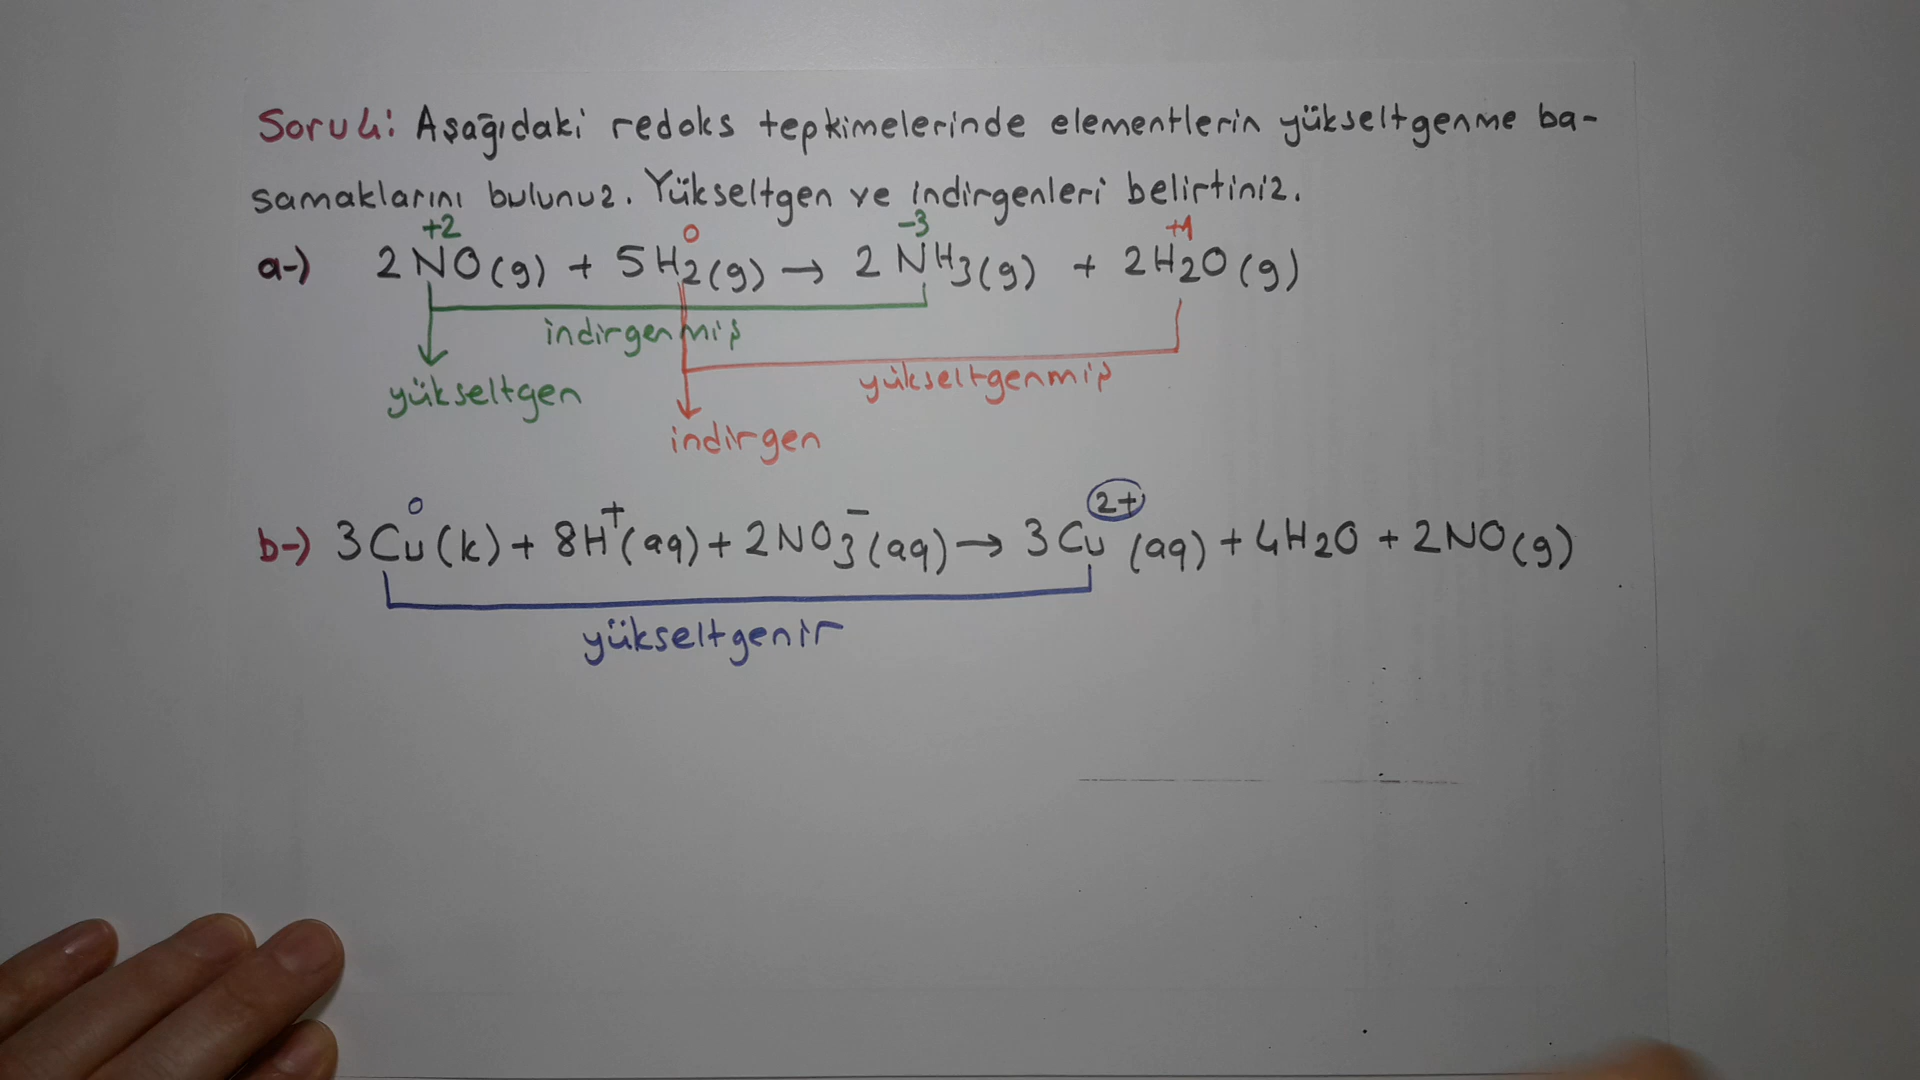 Soru 4: Aşağıdaki redoks tepkimelerinde elementlerin yükseltgenme ba-
samaklarını bulunuz. Yükseltgen ve indirgenleri belirtiniz.
+2 0 -3 +1
a-) 2NO(g) + 5H2(g) → 2NH3(g) + 2H2O(g)
indirgenmiş
yükseltgenmiş
yükseltgen
indirgen
0 2+
b-) 3Cu(k) + 8H⁺(aq) + 2NO3⁻(aq) → 3Cu (aq) + 4H2O + 2NO(g)
yükseltgenir